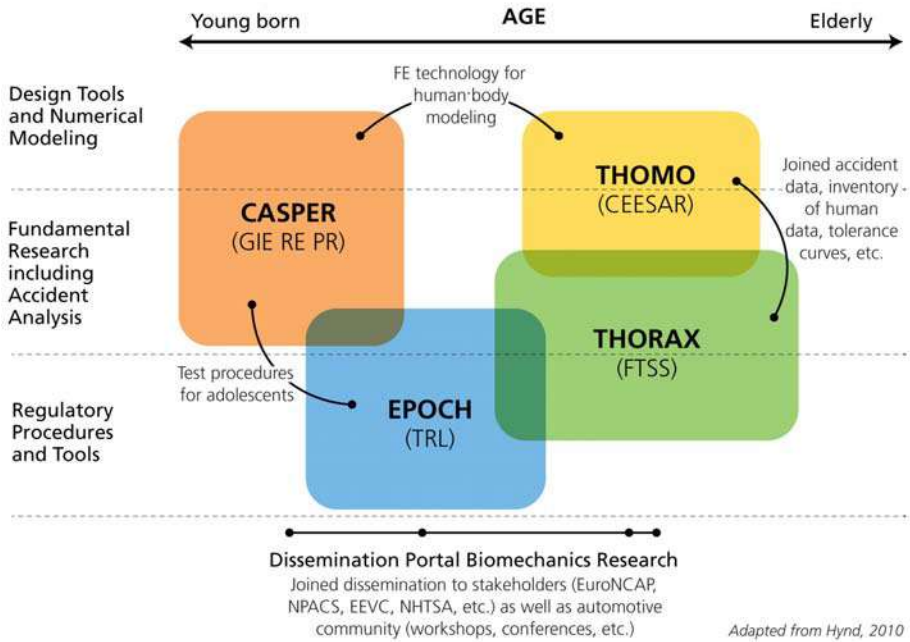 Young born
AGE
Elderly
Design Tools
and Numerical
Modeling
FE technology for
human·body
modeling
THOMO
(CEESAR)
Joined accident
data, inventory
of human
data, tolerance
curves, etc.
CASPER
(GIE RE PR)
Fundamental
Research
including
Accident
Analysis
THORAX
(FTSS)
Test procedures
for adolescents
EPOCH
(TRL)
Regulatory
Procedures
and Tools
Dissemination Portal Biomechanics Research
Joined dissemination to stakeholders (EuroNCAP,
NPACS, EEVC, NHTSA, etc.) as well as automotive
community (workshops, conferences, etc.)
Adapted from Hynd, 2010